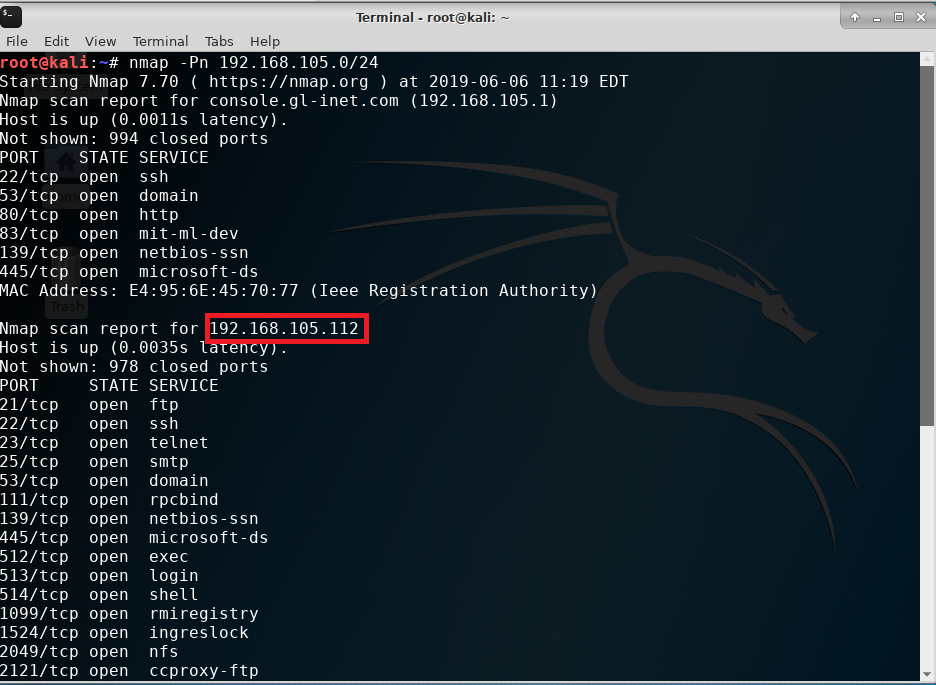 Terminal - root@kali: ~
File Edit View Terminal Tabs Help
root@kali:~# nmap -Pn 192.168.105.0/24
Starting Nmap 7.70 ( https://nmap.org ) at 2019-06-06 11:19 EDT
Nmap scan report for console.gl-inet.com (192.168.105.1)
Host is up (0.0011s latency).
Not shown: 994 closed ports
PORT    STATE SERVICE
22/tcp  open  ssh
53/tcp  open  domain
80/tcp  open  http
83/tcp  open  mit-ml-dev
139/tcp open  netbios-ssn
445/tcp open  microsoft-ds
Trash
MAC Address: E4:95:6E:45:70:77 (Ieee Registration Authority)
Nmap scan report for 192.168.105.112
Host is up (0.0035s latency).
Not shown: 978 closed ports
PORT     STATE SERVICE
21/tcp   open  ftp
22/tcp   open  ssh
23/tcp   open  telnet
25/tcp   open  smtp
53/tcp   open  domain
111/tcp  open  rpcbind
139/tcp  open  netbios-ssn
445/tcp  open  microsoft-ds
512/tcp  open  exec
513/tcp  open  login
514/tcp  open  shell
1099/tcp open  rmiregistry
1524/tcp open  ingreslock
2049/tcp open  nfs
2121/tcp open  ccproxy-ftp